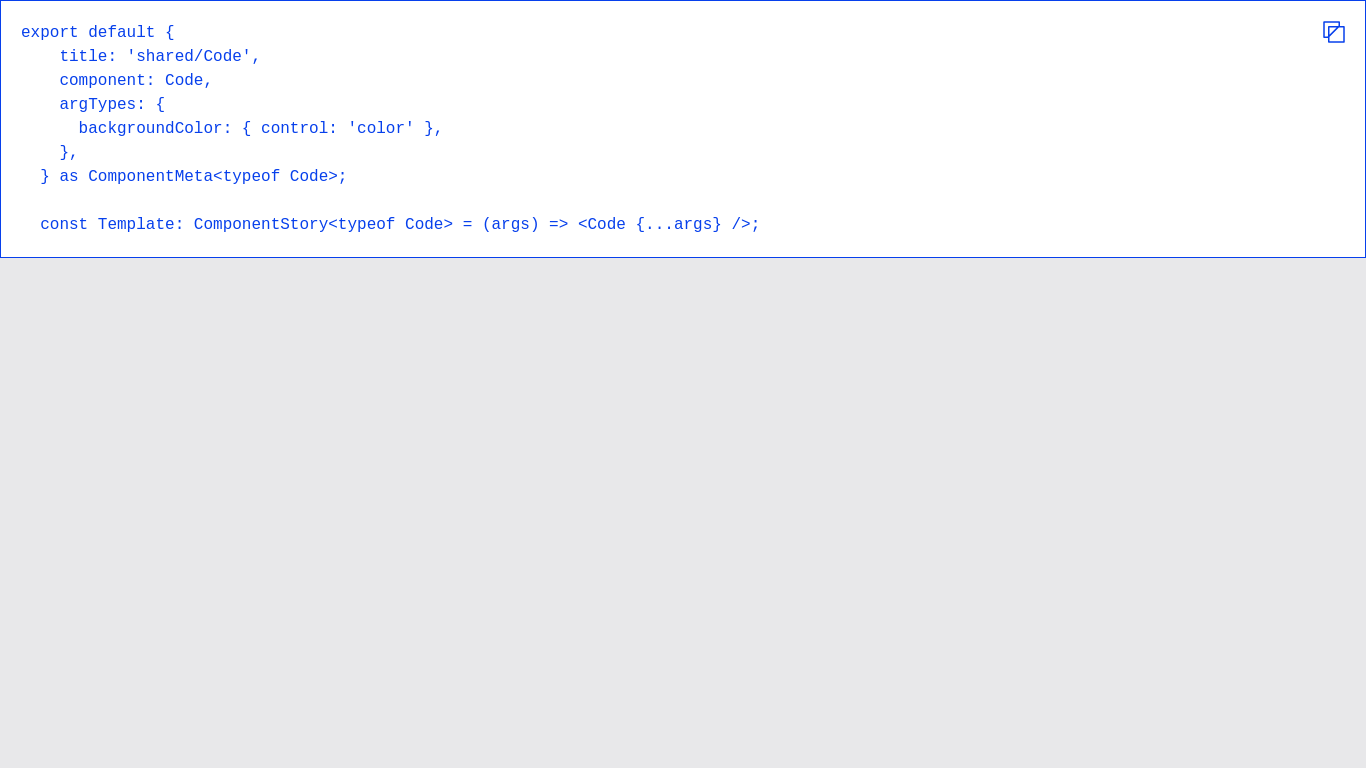 export default {
    title: 'shared/Code',
    component: Code,
    argTypes: {
      backgroundColor: { control: 'color' },
    },
  } as ComponentMeta<typeof Code>;

  const Template: ComponentStory<typeof Code> = (args) => <Code {...args} />;